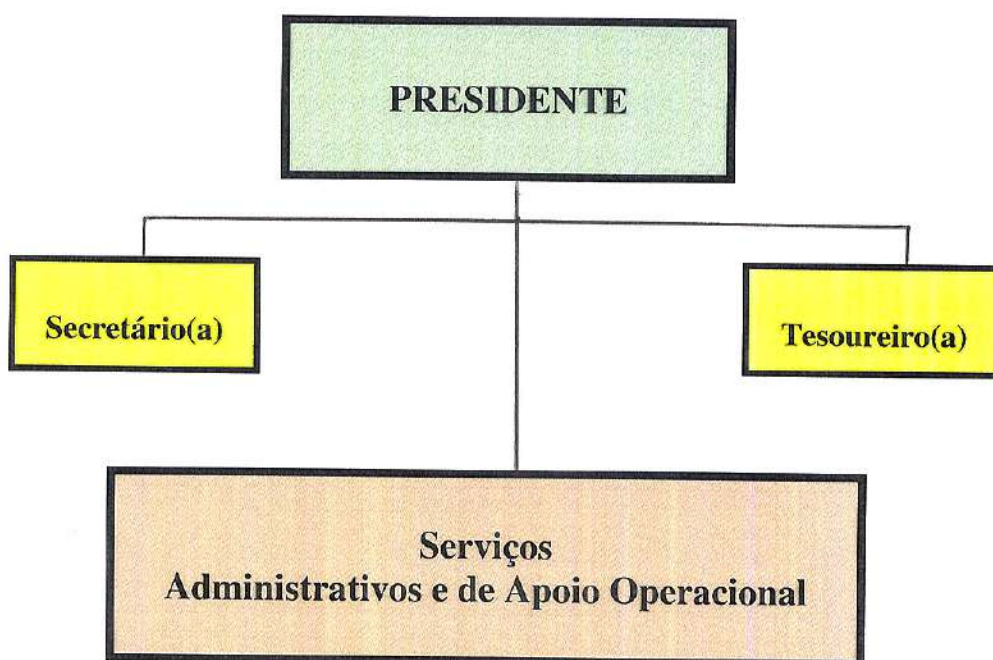 PRESIDENTE
Secretário(a)
Tesoureiro(a)
Serviços
Administrativos e de Apoio Operacional